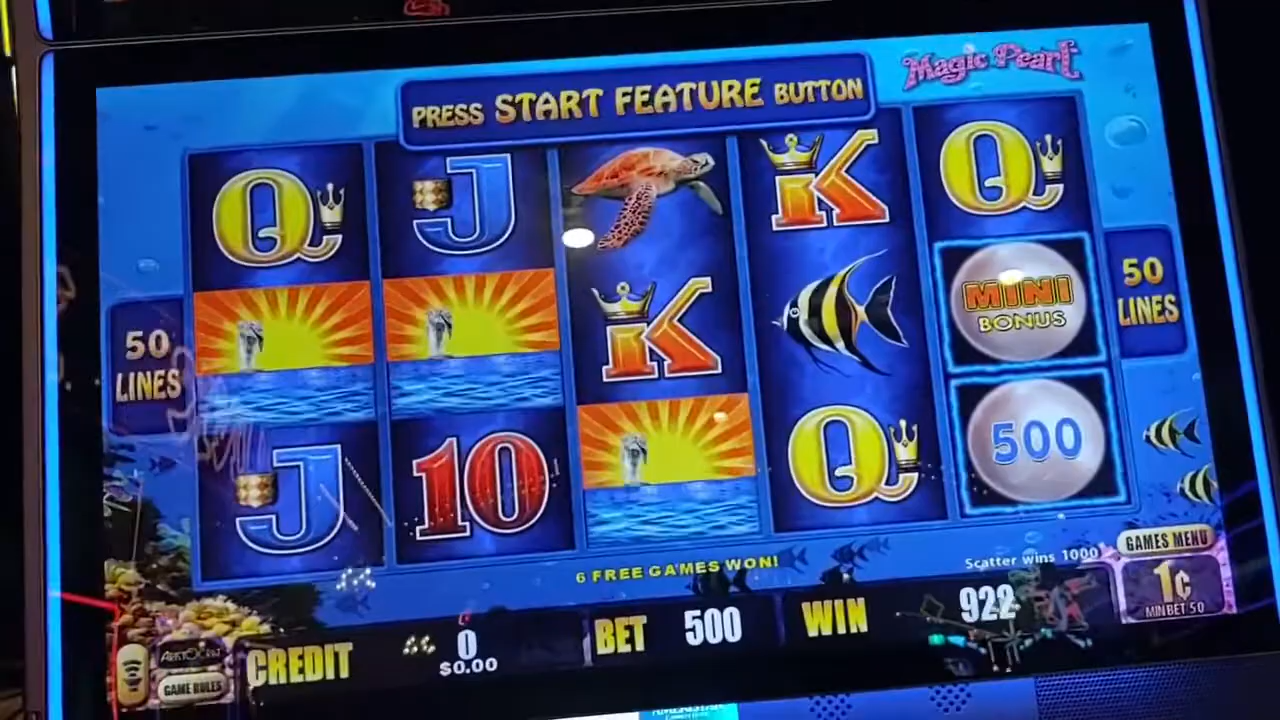 Magic Pearl
PRESS START FEATURE BUTTON
Q J K Q
50 LINES
K
MINI BONUS
50 LINES
J 10 Q 500
6 FREE GAMES WON!
Scatter wins 1000
GAMES MENU
ARISTOCRAT
GAME RULES
CREDIT 0
$0.00
BET 500
WIN 922
1¢
MIN BET 50